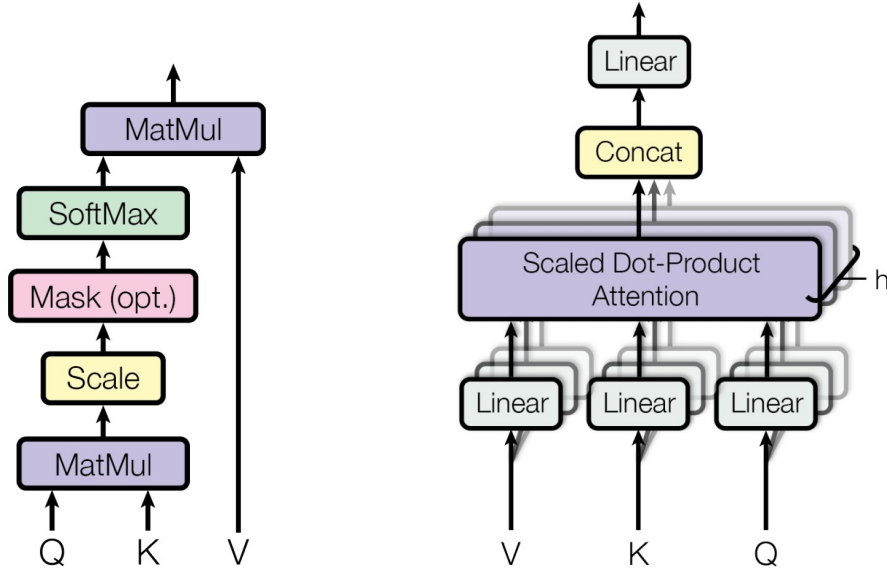 MatMul
SoftMax
Mask (opt.)
Scale
MatMul
Q K V
Linear
Concat
Scaled Dot-Product
Attention
h
Linear Linear Linear
V K Q